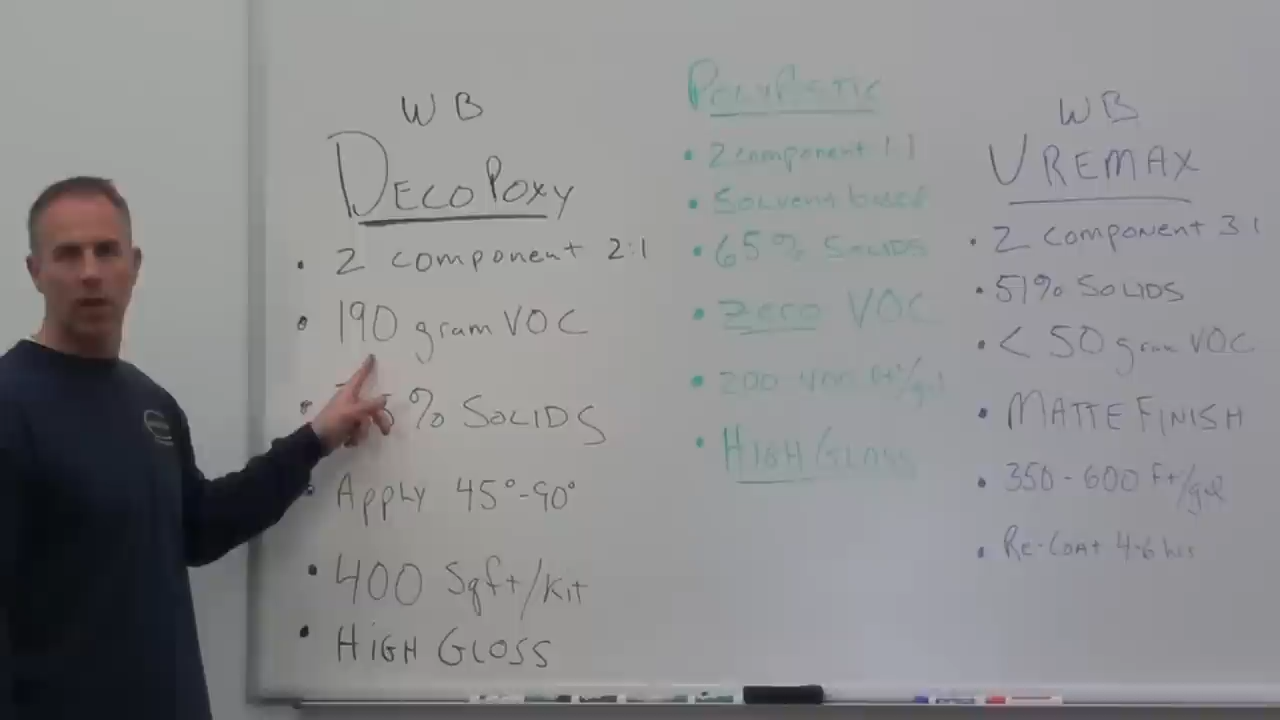 WB
DECOPOXY
• 2 component 2:1
• 190 gram VOC
% SOLIDS
• Apply 45°-90°
• 400 Sqft/Kit
• HIGH GLOSS
POLYASTIC
• 2 component 1:1
• Solvent based
• 65% SOLIDS
• Zero VOC
• 200-400 ft²/gal
• HIGH GLOSS
WB
UREMAX
• 2 component 3:1
• 51% SOLIDS
• < 50 gram VOC
• MATTE FINISH
• 350-600 Ft²/gal
• RE-COAT 4-6 hrs